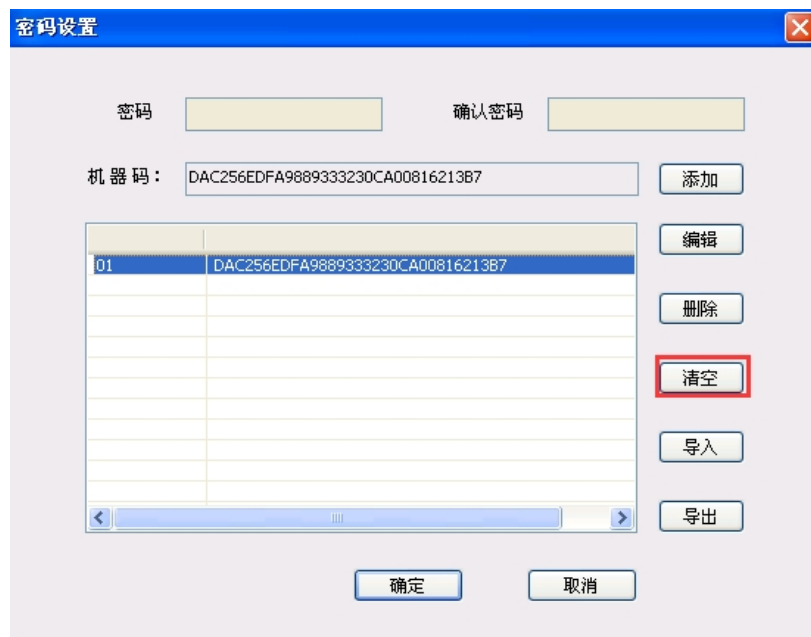 密码设置
密码 确认密码
机器码： DAC256EDFA9889333230CA00816213B7 添加
编辑
01 DAC256EDFA9889333230CA00816213B7
删除
清空
导入
导出
确定 取消